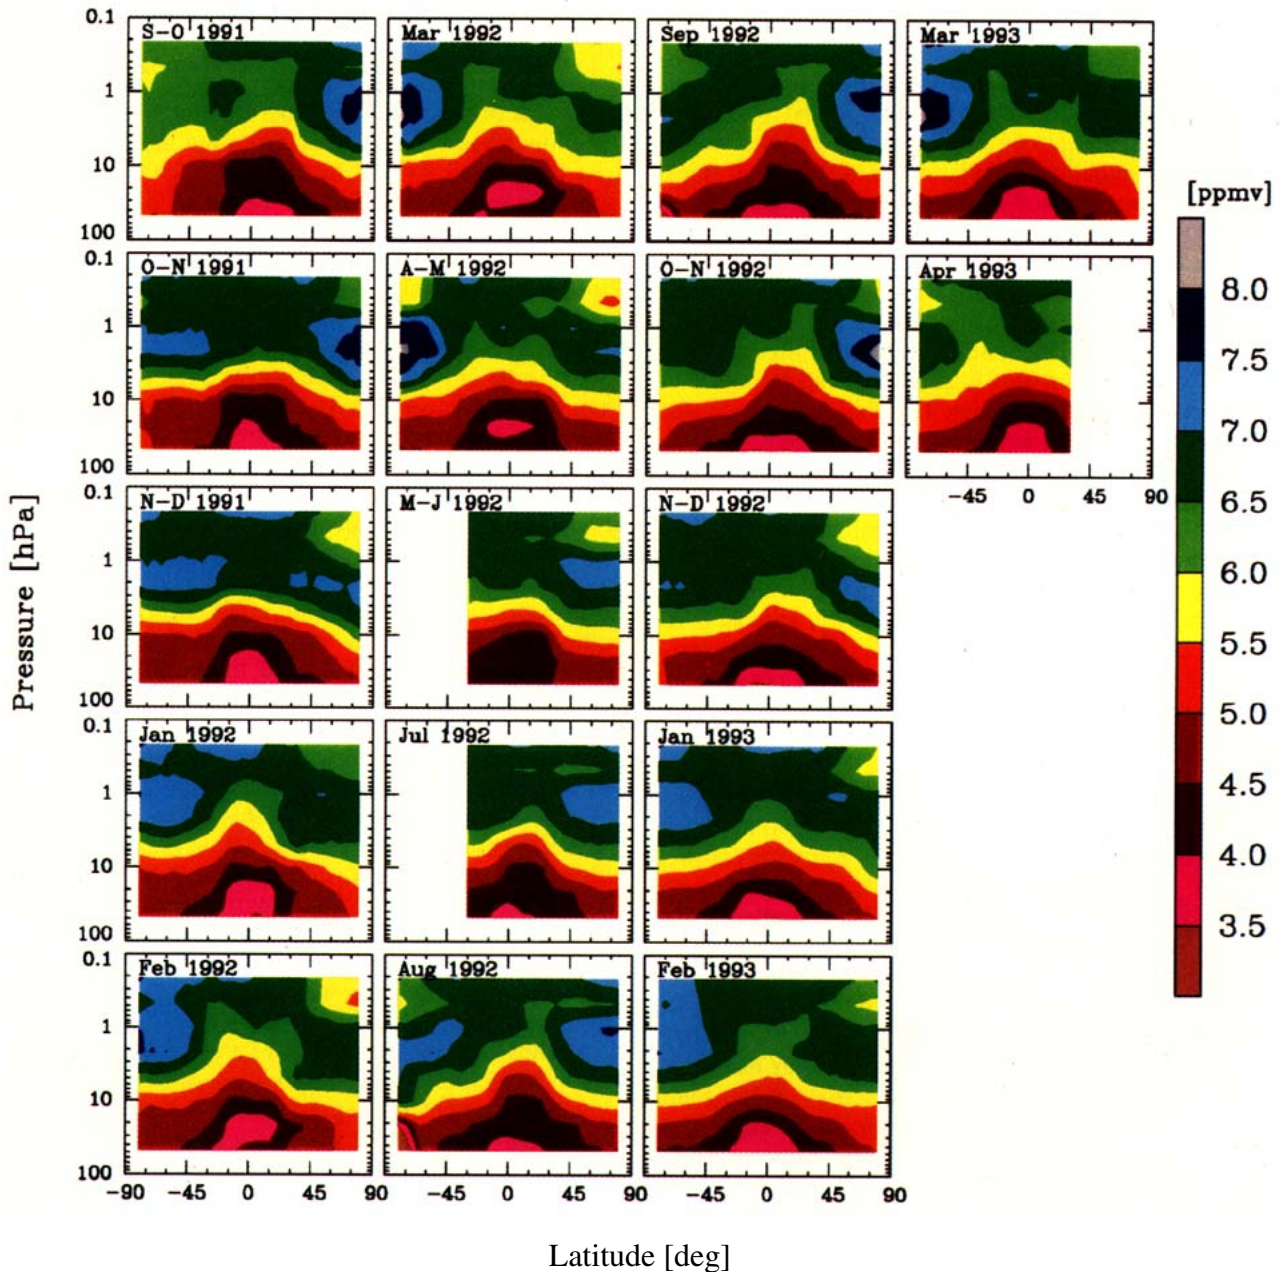 0.1 S-O 1991 Mar 1992 Sep 1992 Mar 1993
1
10
100
[ppmv]
0.1 O-N 1991 A-M 1992 O-N 1992 Apr 1993
1
10
100
-45 0 45 90
0.1 N-D 1991 M-J 1992 N-D 1992
1
10
100
0.1 Jan 1992 Jul 1992 Jan 1993
1
10
100
0.1 Feb 1992 Aug 1992 Feb 1993
1
10
100
-90 -45 0 45 90 -45 0 45 90 -45 0 45 90
8.0
7.5
7.0
6.5
6.0
5.5
5.0
4.5
4.0
3.5
Pressure [hPa]
Latitude [deg]